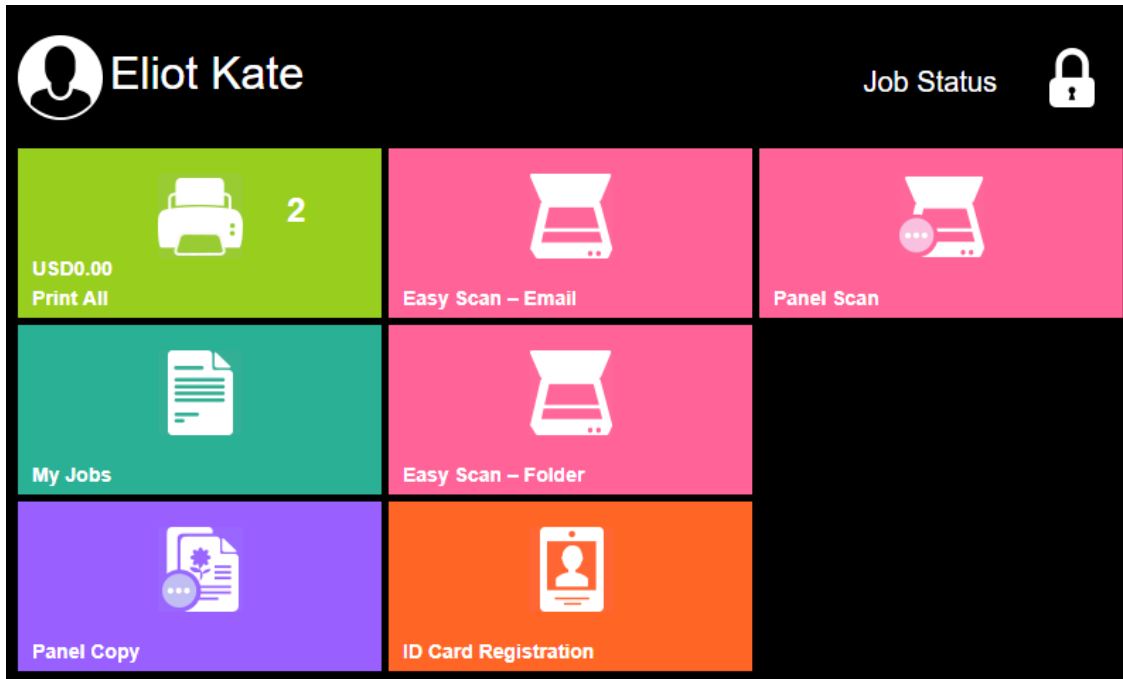 Eliot Kate
Job Status
2
USD0.00
Print All
Easy Scan – Email
Panel Scan
My Jobs
Easy Scan – Folder
Panel Copy
ID Card Registration